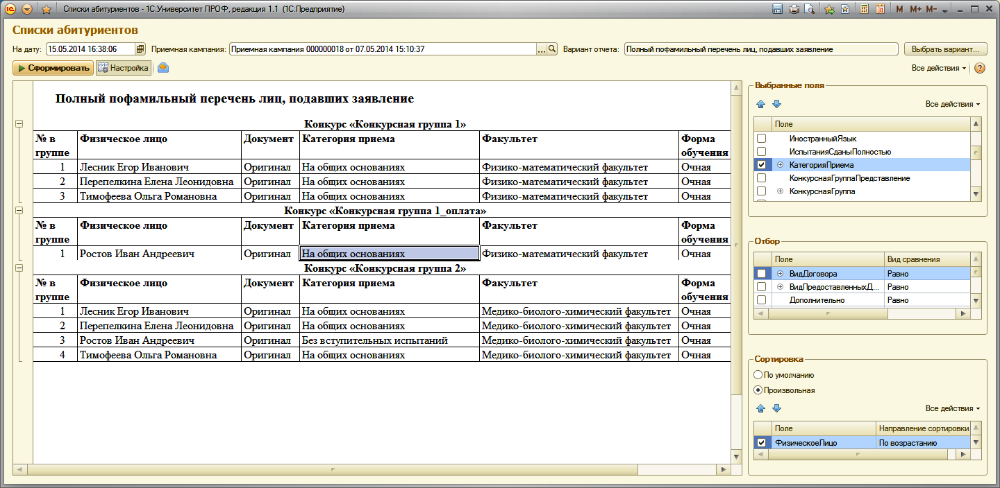 Списки абитуриентов - 1С:Университет ПРОФ, редакция 1.1 (1С:Предприятие)
M M+ M-
Списки абитуриентов
На дату: 15.05.2014 16:38:06 Приемная кампания: Приемная кампания 000000018 от 07.05.2014 15:10:37 ... Вариант отчета: Полный пофамильный перечень лиц, подавших заявление Выбрать вариант...
Сформировать Настройка Все действия ?
Полный пофамильный перечень лиц, подавших заявление
Конкурс «Конкурсная группа 1»
№ в группе Физическое лицо Документ Категория приема Факультет Форма обучения
1 Лесник Егор Иванович Оригинал На общих основаниях Физико-математический факультет Очная
2 Перепелкина Елена Леонидовна Оригинал На общих основаниях Физико-математический факультет Очная
3 Тимофеева Ольга Романовна Оригинал На общих основаниях Физико-математический факультет Очная
Конкурс «Конкурсная группа 1_оплата»
№ в группе Физическое лицо Документ Категория приема Факультет Форма обучения
1 Ростов Иван Андреевич Оригинал На общих основаниях Физико-математический факультет Очная
Конкурс «Конкурсная группа 2»
№ в группе Физическое лицо Документ Категория приема Факультет Форма обучения
1 Лесник Егор Иванович Оригинал На общих основаниях Медико-биолого-химический факультет Очная
2 Перепелкина Елена Леонидовна Оригинал На общих основаниях Медико-биолого-химический факультет Очная
3 Ростов Иван Андреевич Оригинал Без вступительных испытаний Медико-биолого-химический факультет Очная
4 Тимофеева Ольга Романовна Оригинал На общих основаниях Медико-биолого-химический факультет Очная
Выбранные поля
Все действия
Поле
ИностранныйЯзык
ИспытанияСданыПолностью
КатегорияПриема
КонкурснаяГруппаПредставление
КонкурснаяГруппа
Отбор
Поле Вид сравнения
ВидДоговора Равно
ВидПредоставленныхД... Равно
Дополнительно Равно
Сортировка
По умолчанию
Произвольная
Все действия
Поле Направление сортировки
ФизическоеЛицо По возрастанию